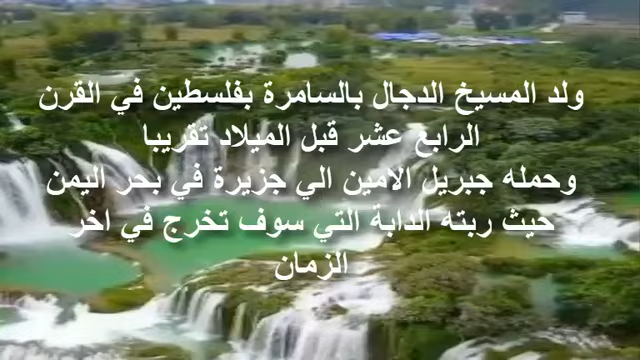 ولد المسيخ الدجال بالسامرة بفلسطين في القرن
الرابع عشر قبل الميلاد تقريبا
وحمله جبريل الامين الي جزيرة في بحر اليمن
حيث ربته الدابة التي سوف تخرج في اخر
الزمان